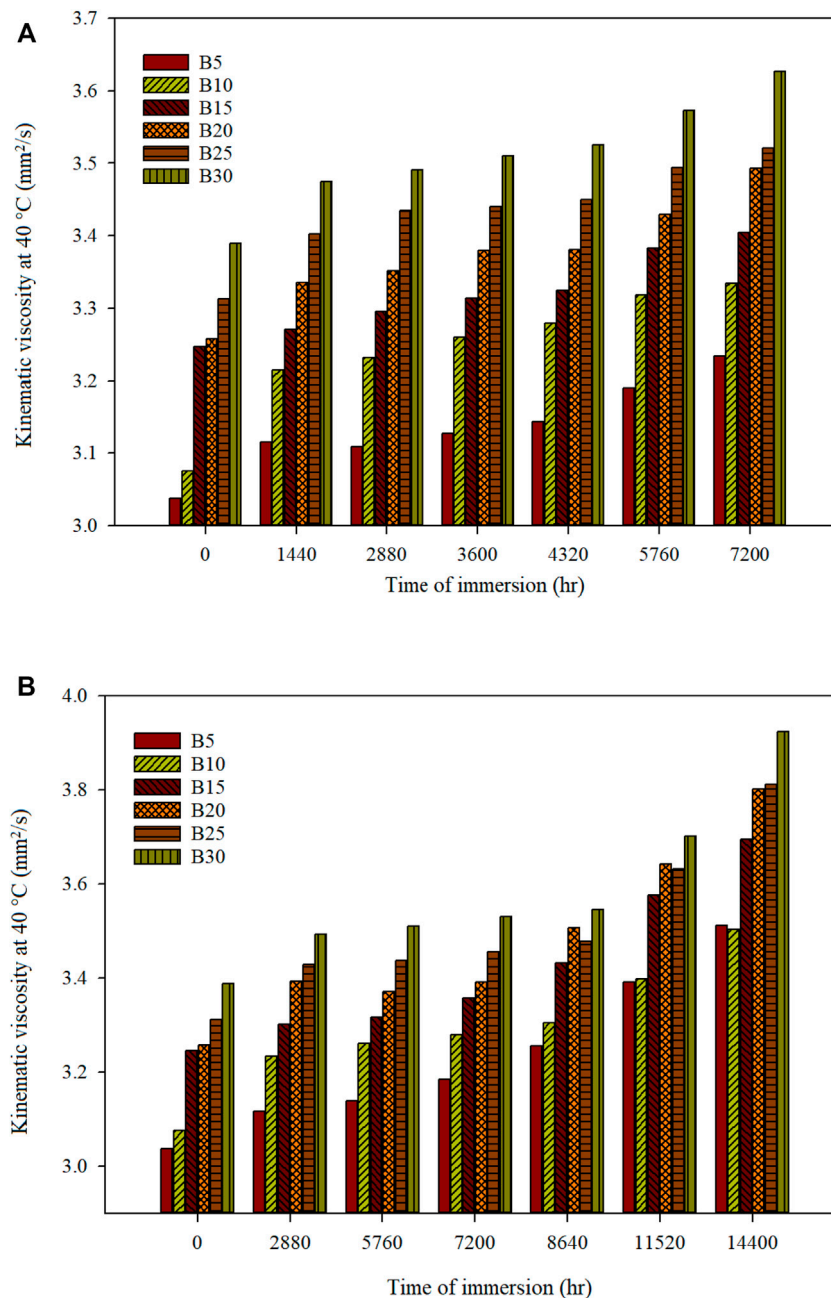 A
3.7
3.6
3.5
3.4
3.3
3.2
3.1
3.0
Kinematic viscosity at 40 °C (mm²/s)
B5
B10
B15
B20
B25
B30
0 1440 2880 3600 4320 5760 7200
Time of immersion (hr)
B
4.0
3.8
3.6
3.4
3.2
3.0
Kinematic viscosity at 40 °C (mm²/s)
B5
B10
B15
B20
B25
B30
0 2880 5760 7200 8640 11520 14400
Time of immersion (hr)